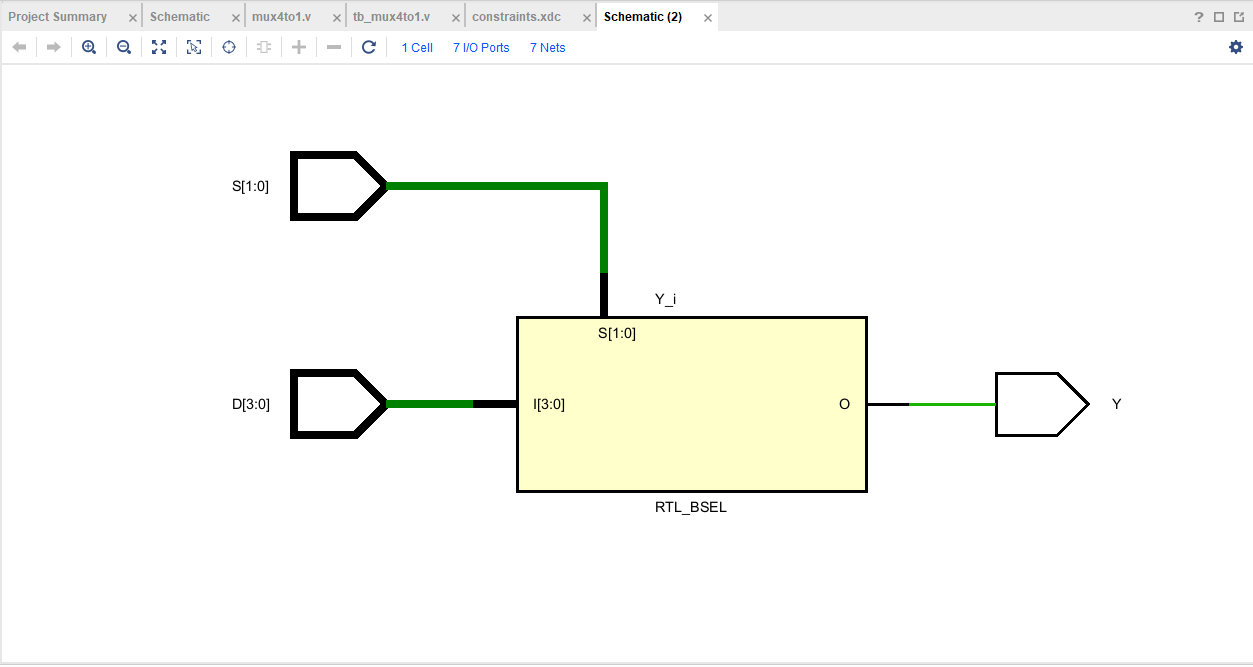 Project Summary × Schematic × mux4to1.v × tb_mux4to1.v × constraints.xdc × Schematic (2) × ?
1 Cell 7 I/O Ports 7 Nets
S[1:0]
Y_i
S[1:0]
D[3:0] I[3:0] O Y
RTL_BSEL